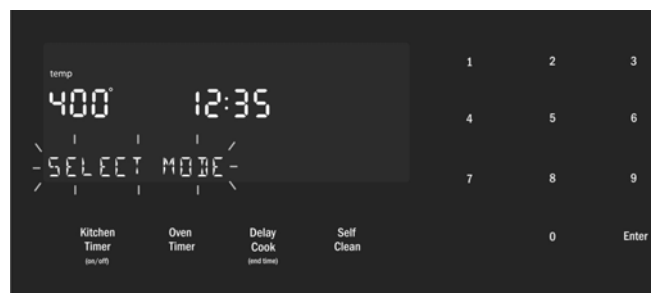 temp
400° 12:35
SELECT MODE
Kitchen Timer (on/off)
Oven Timer
Delay Cook (end time)
Self Clean
1 2 3
4 5 6
7 8 9
0 Enter